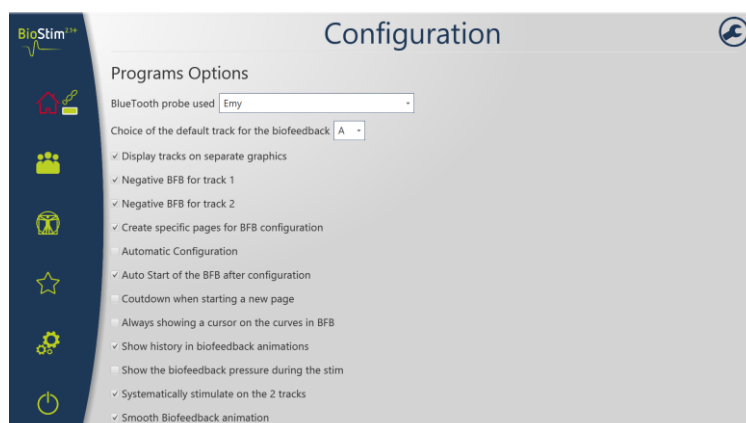 BioStim 2.1+
Configuration
Programs Options
BlueTooth probe used Emy
Choice of the default track for the biofeedback A
Display tracks on separate graphics
Negative BFB for track 1
Negative BFB for track 2
Create specific pages for BFB configuration
Automatic Configuration
Auto Start of the BFB after configuration
Coutdown when starting a new page
Always showing a cursor on the curves in BFB
Show history in biofeedback animations
Show the biofeedback pressure during the stim
Systematically stimulate on the 2 tracks
Smooth Biofeedback animation